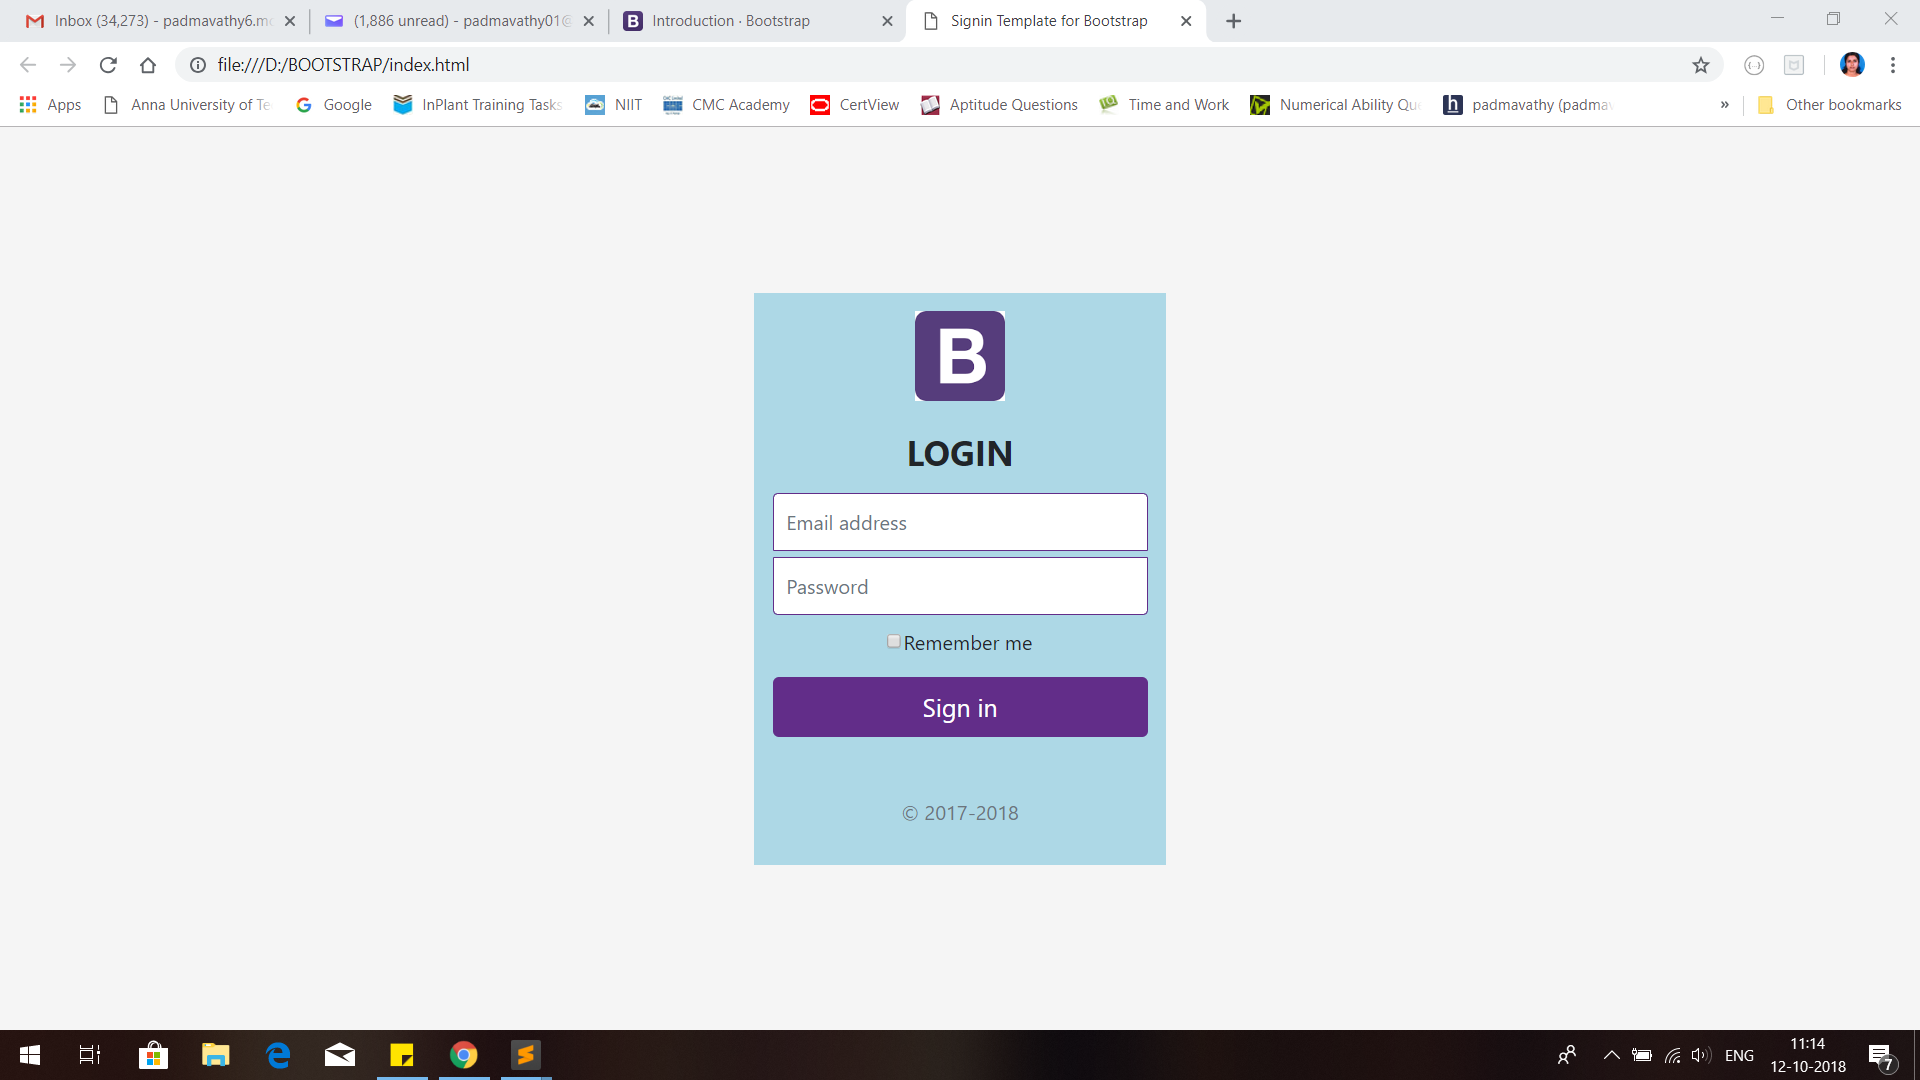 Inbox (34,273) - padmavathy6.mc
(1,886 unread) - padmavathy01@
Introduction · Bootstrap
Signin Template for Bootstrap
file:///D:/BOOTSTRAP/index.html
Apps
Anna University of Te
Google
InPlant Training Tasks
NIIT
CMC Academy
CertView
Aptitude Questions
Time and Work
Numerical Ability Qu
padmavathy (padmav
»
Other bookmarks
B
LOGIN
Email address
Password
Remember me
Sign in
© 2017-2018
ENG
11:14
12-10-2018
7